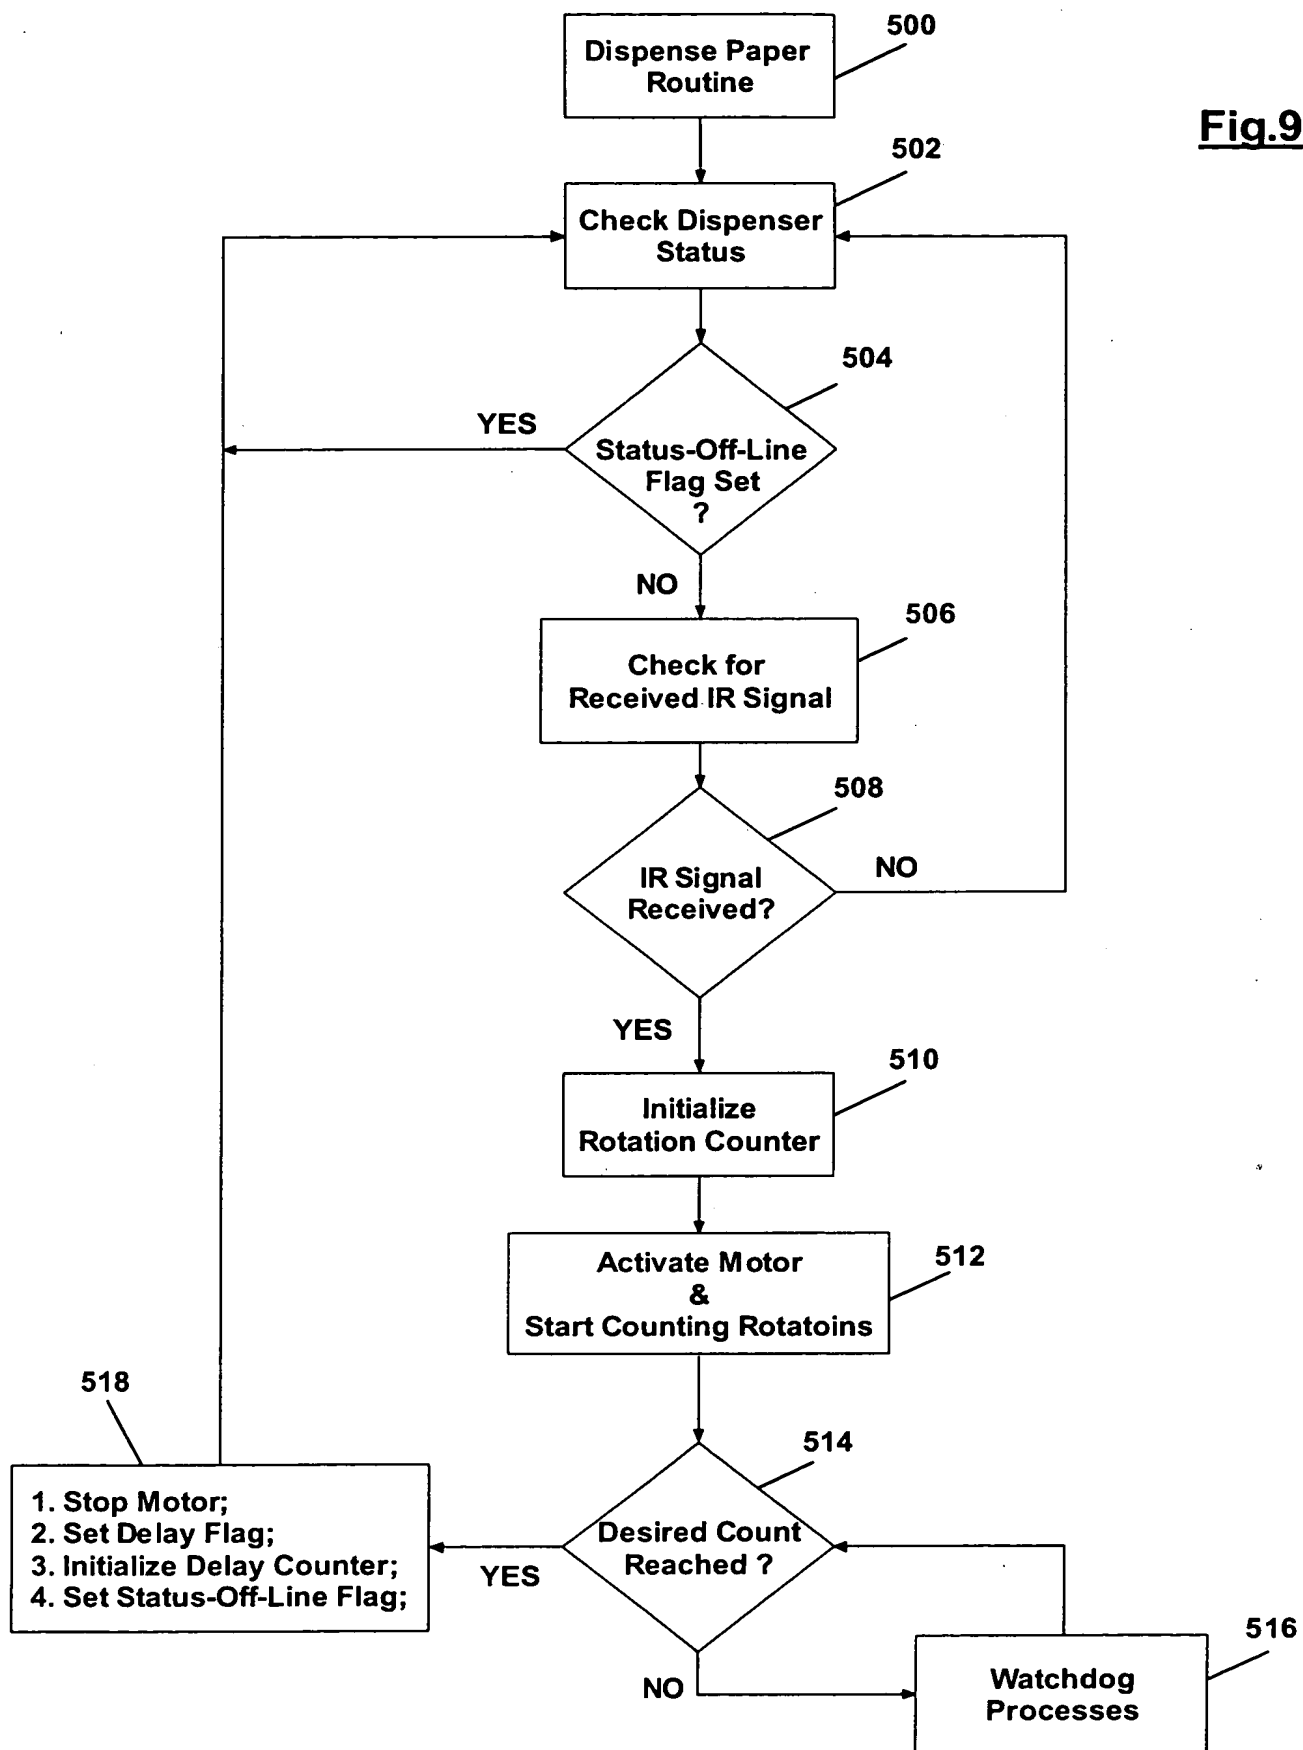 500
Dispense Paper
Routine
Fig.9
502
Check Dispenser
Status
504
YES
Status-Off-Line
Flag Set
?
NO
506
Check for
Received IR Signal
508
IR Signal
Received?
NO
YES
510
Initialize
Rotation Counter
512
Activate Motor
&
Start Counting Rotatoins
518
514
1. Stop Motor;
2. Set Delay Flag;
3. Initialize Delay Counter;
4. Set Status-Off-Line Flag;
Desired Count
Reached ?
YES
NO
516
Watchdog
Processes